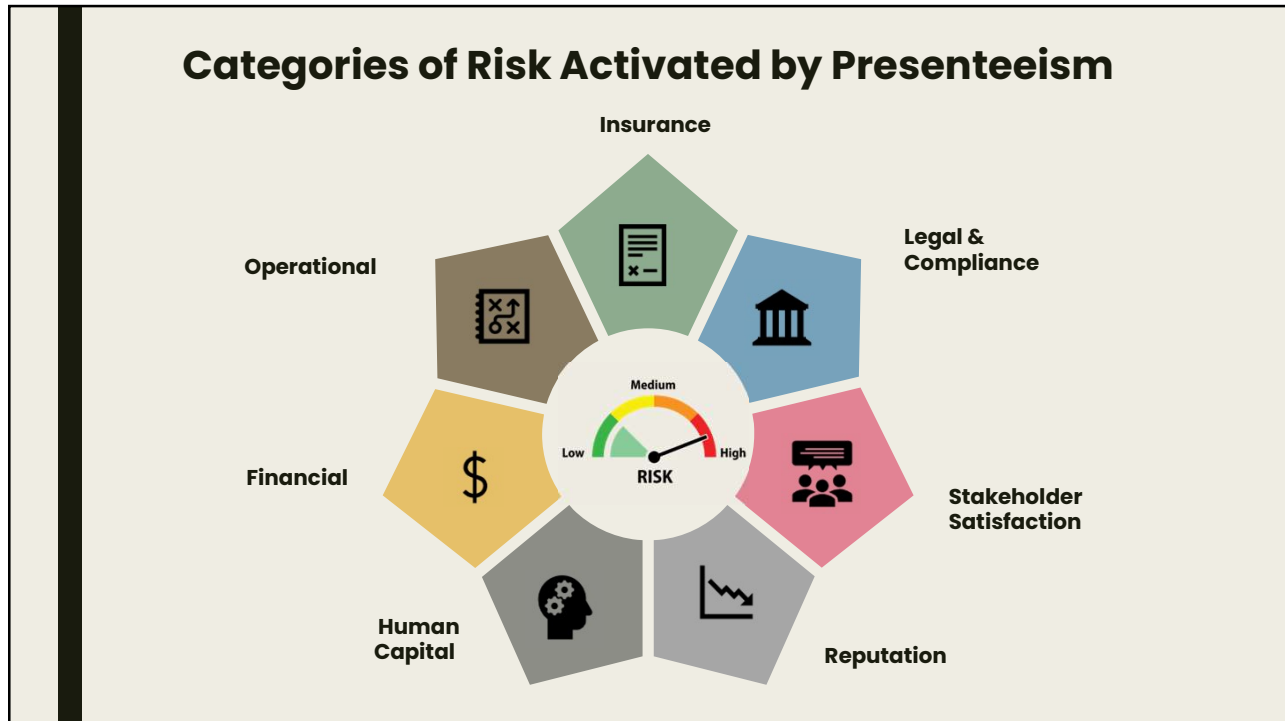 Categories of Risk Activated by Presenteeism
Insurance
Legal &
Compliance
Operational
Medium
Low
High
RISK
Financial
Stakeholder
Satisfaction
Human
Capital
Reputation